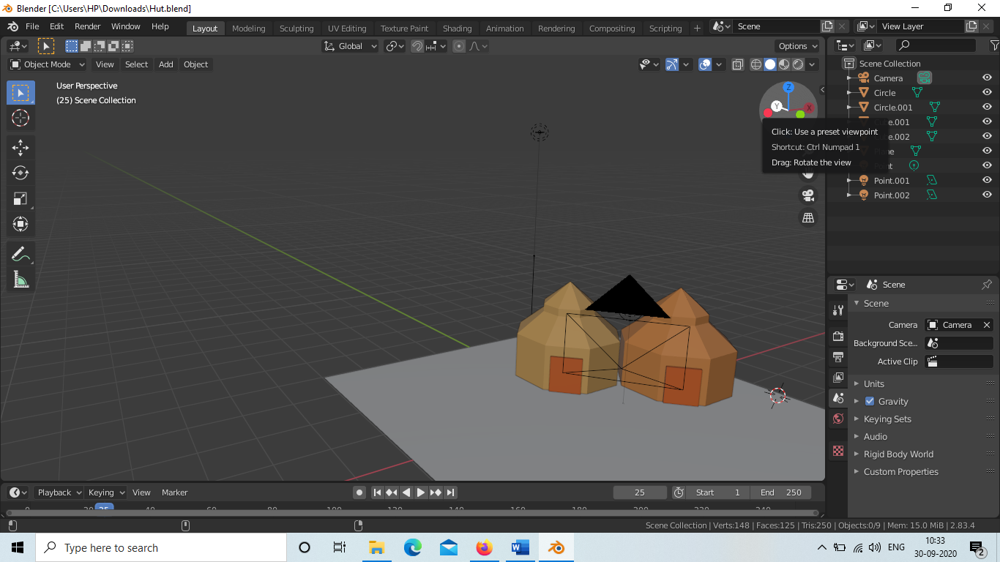 Blender [C:\Users\HP\Downloads\Hut.blend]
File Edit Render Window Help Layout Modeling Sculpting UV Editing Texture Paint Shading Animation Rendering Compositing Scripting + Scene View Layer
Global Options
Object Mode View Select Add Object
User Perspective
(25) Scene Collection
Z
Y
X
Click: Use a preset viewpoint
Shortcut: Ctrl Numpad 1
Drag: Rotate the view
Scene Collection
Camera
Circle
Circle.001
.001
.002
Point.001
Point.002
Scene
Scene
Camera Camera
Background Sce...
Active Clip
Units
Gravity
Keying Sets
Audio
Rigid Body World
Custom Properties
Playback Keying View Marker 25 Start 1 End 250
0 20 25 40 60 80 100 120 140 160 180 200 220 240
Scene Collection | Verts:148 | Faces:125 | Tris:250 | Objects:0/9 | Mem: 15.0 MiB | 2.83.4
Type here to search
ENG
10:33
30-09-2020
2